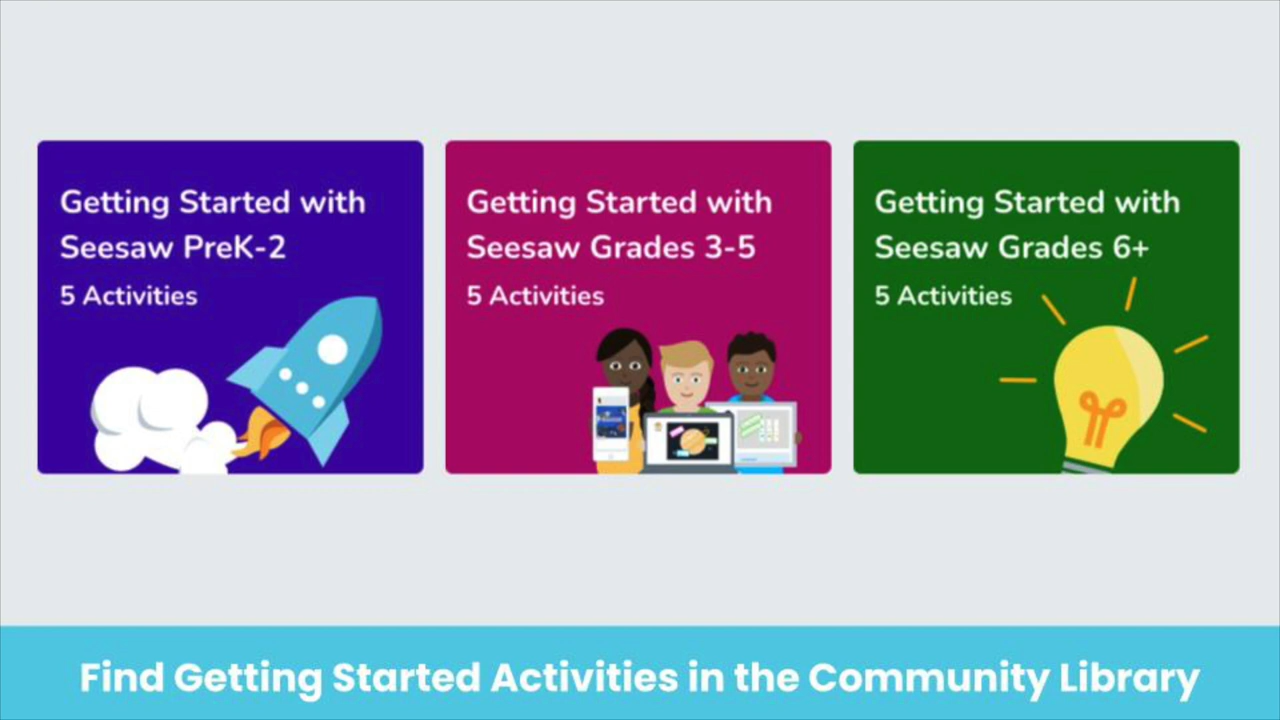 Getting Started with
Seesaw PreK-2
5 Activities
Getting Started with
Seesaw Grades 3-5
5 Activities
Getting Started with
Seesaw Grades 6+
5 Activities
Find Getting Started Activities in the Community Library